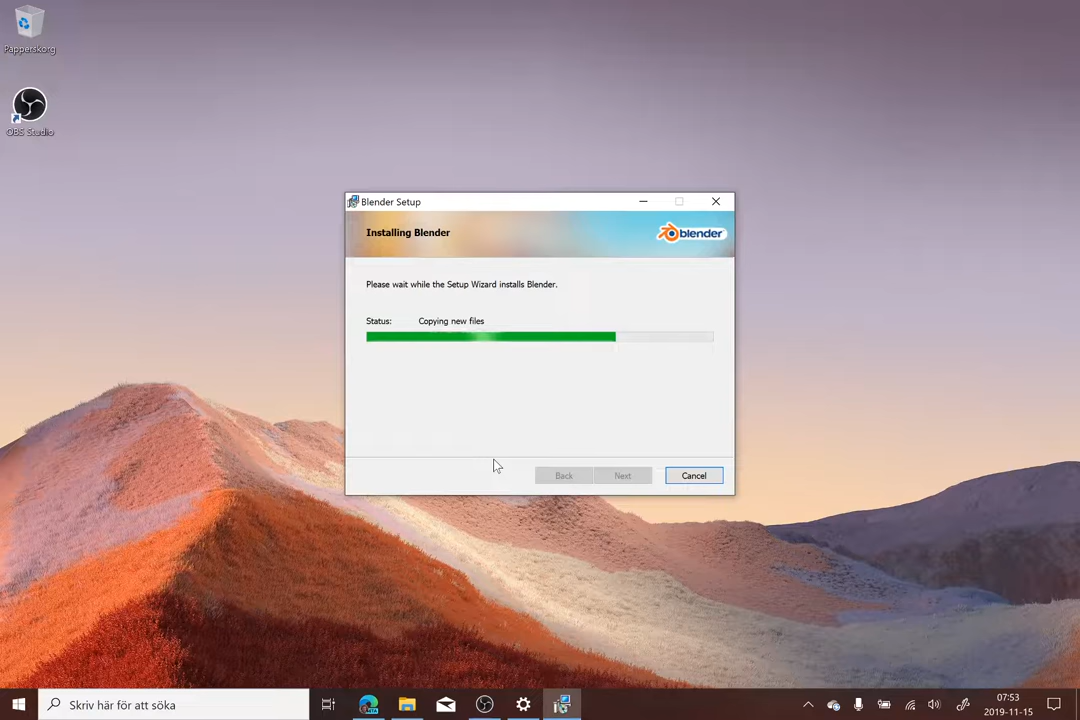 Papperskorg
OBS Studio
Blender Setup
Installing Blender
blender
Please wait while the Setup Wizard installs Blender.
Status: Copying new files
Back Next Cancel
Skriv här för att söka
07:53
2019-11-15